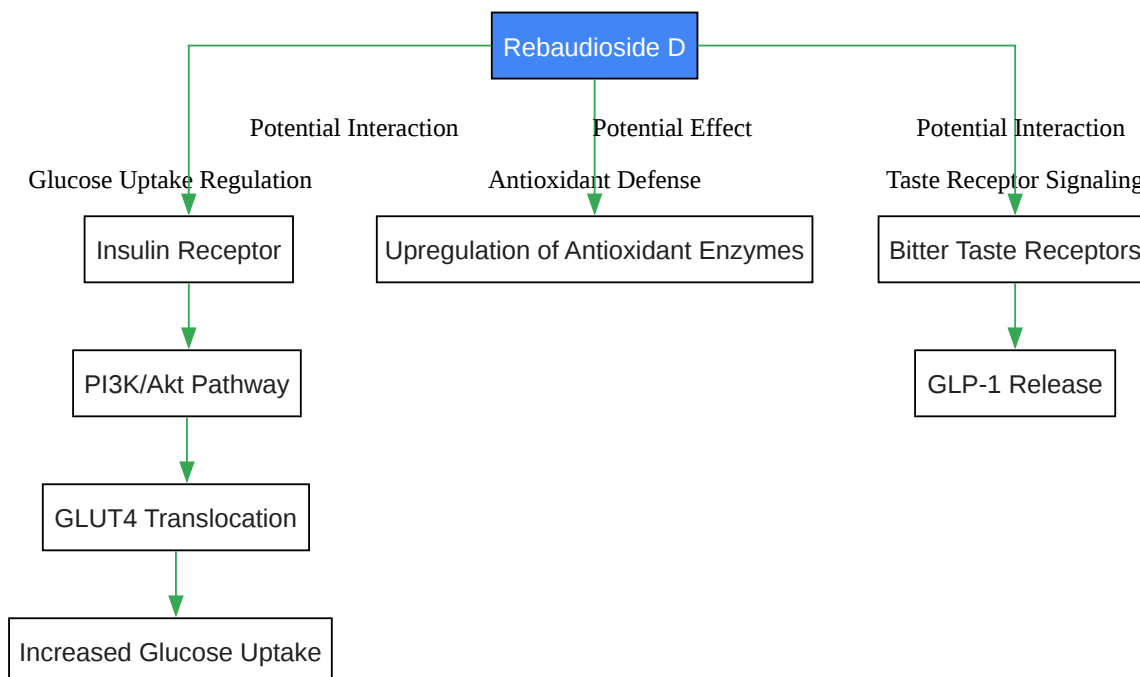 Rebaudioside D
Potential Interaction
Potential Effect
Potential Interaction
Glucose Uptake Regulation
Antioxidant Defense
Taste Receptor Signaling
Insulin Receptor
Upregulation of Antioxidant Enzymes
Bitter Taste Receptors
PI3K/Akt Pathway
GLP-1 Release
GLUT4 Translocation
Increased Glucose Uptake